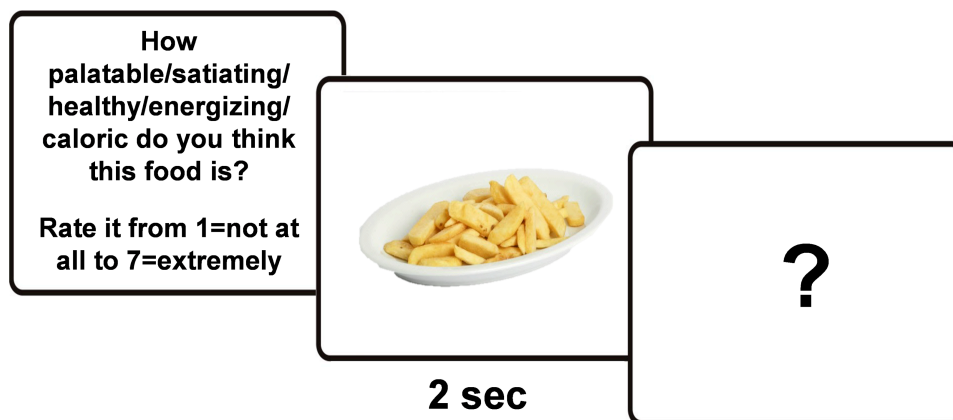 How
palatable/satiating/
healthy/energizing/
caloric do you think
this food is?
Rate it from 1=not at
all to 7=extremely
?
2 sec